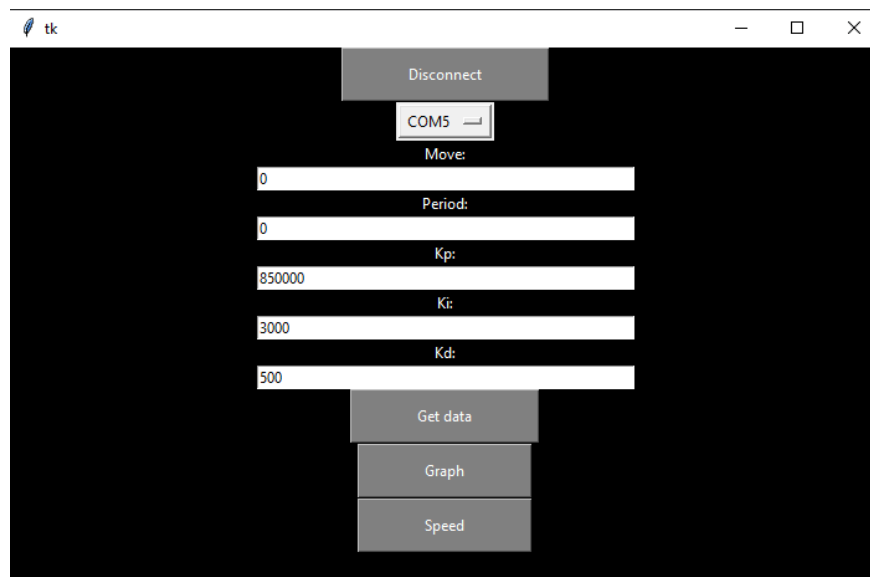 tk
Disconnect
COM5
Move:
0
Period:
0
Kp:
850000
Ki:
3000
Kd:
500
Get data
Graph
Speed